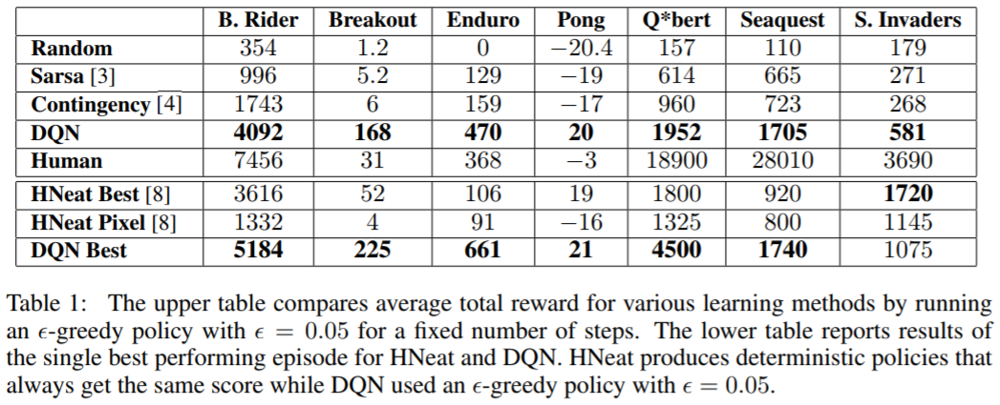 B. Rider Breakout Enduro Pong Q*bert Seaquest S. Invaders
Random 354 1.2 0 −20.4 157 110 179
Sarsa [3] 996 5.2 129 −19 614 665 271
Contingency [4] 1743 6 159 −17 960 723 268
DQN 4092 168 470 20 1952 1705 581
Human 7456 31 368 −3 18900 28010 3690
HNeat Best [8] 3616 52 106 19 1800 920 1720
HNeat Pixel [8] 1332 4 91 −16 1325 800 1145
DQN Best 5184 225 661 21 4500 1740 1075
Table 1: The upper table compares average total reward for various learning methods by running
an ϵ-greedy policy with ϵ = 0.05 for a fixed number of steps. The lower table reports results of
the single best performing episode for HNeat and DQN. HNeat produces deterministic policies that
always get the same score while DQN used an ϵ-greedy policy with ϵ = 0.05.